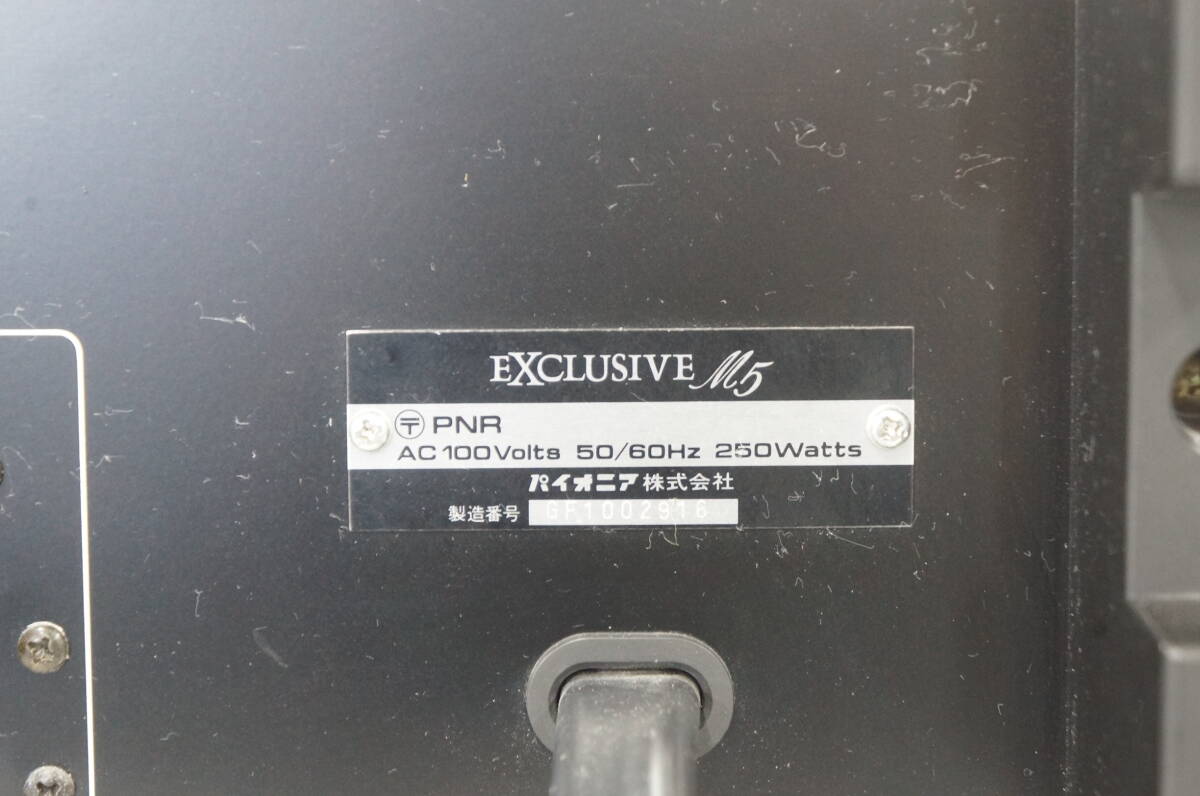 EXCLUSIVE M5
〒 PNR
AC 100Volts 50/60Hz 250Watts
パイオニア株式会社
製造番号 GF1002916